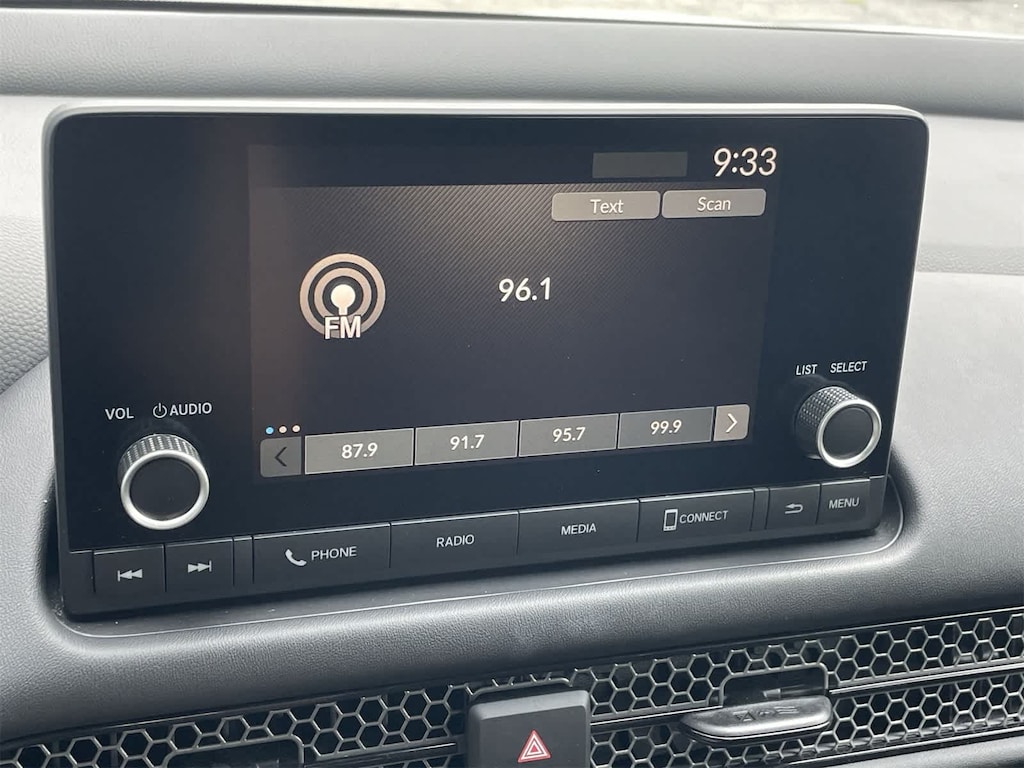 9:33
Text Scan
96.1
FM
LIST SELECT
VOL AUDIO
87.9 91.7 95.7 99.9
PHONE RADIO MEDIA CONNECT MENU